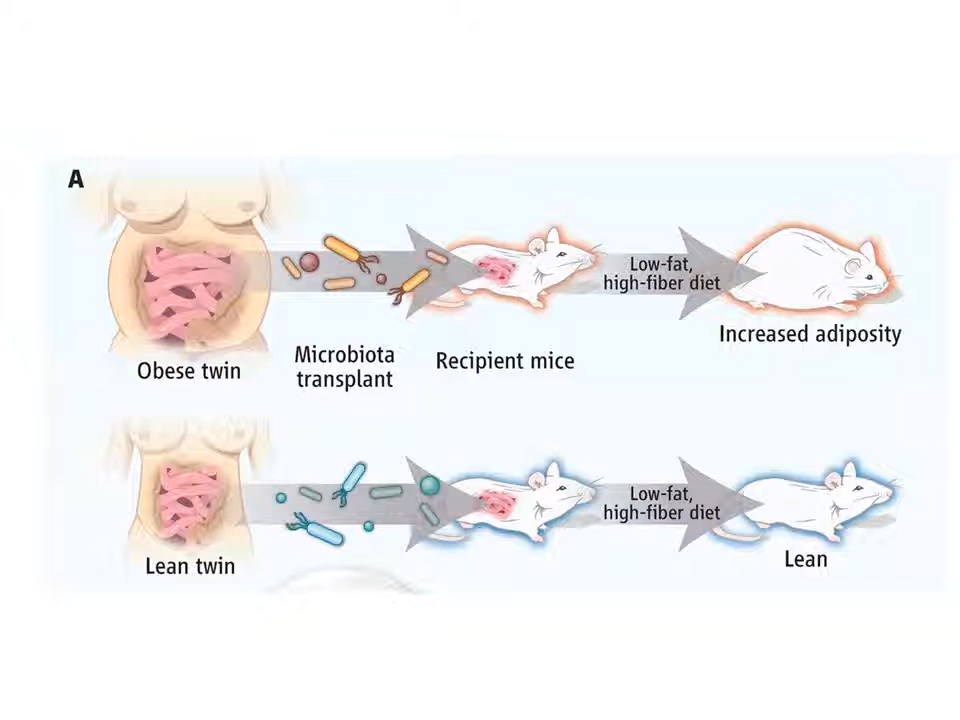 A
Low-fat,
high-fiber diet
Increased adiposity
Obese twin
Microbiota
transplant
Recipient mice
Low-fat,
high-fiber diet
Lean twin
Lean